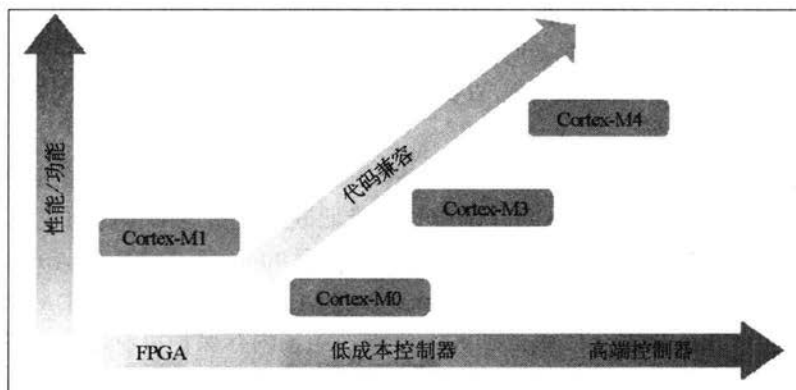 性能/功能
代码兼容
Cortex-M4
Cortex-M3
Cortex-M1
Cortex-M0
FPGA 低成本控制器 高端控制器